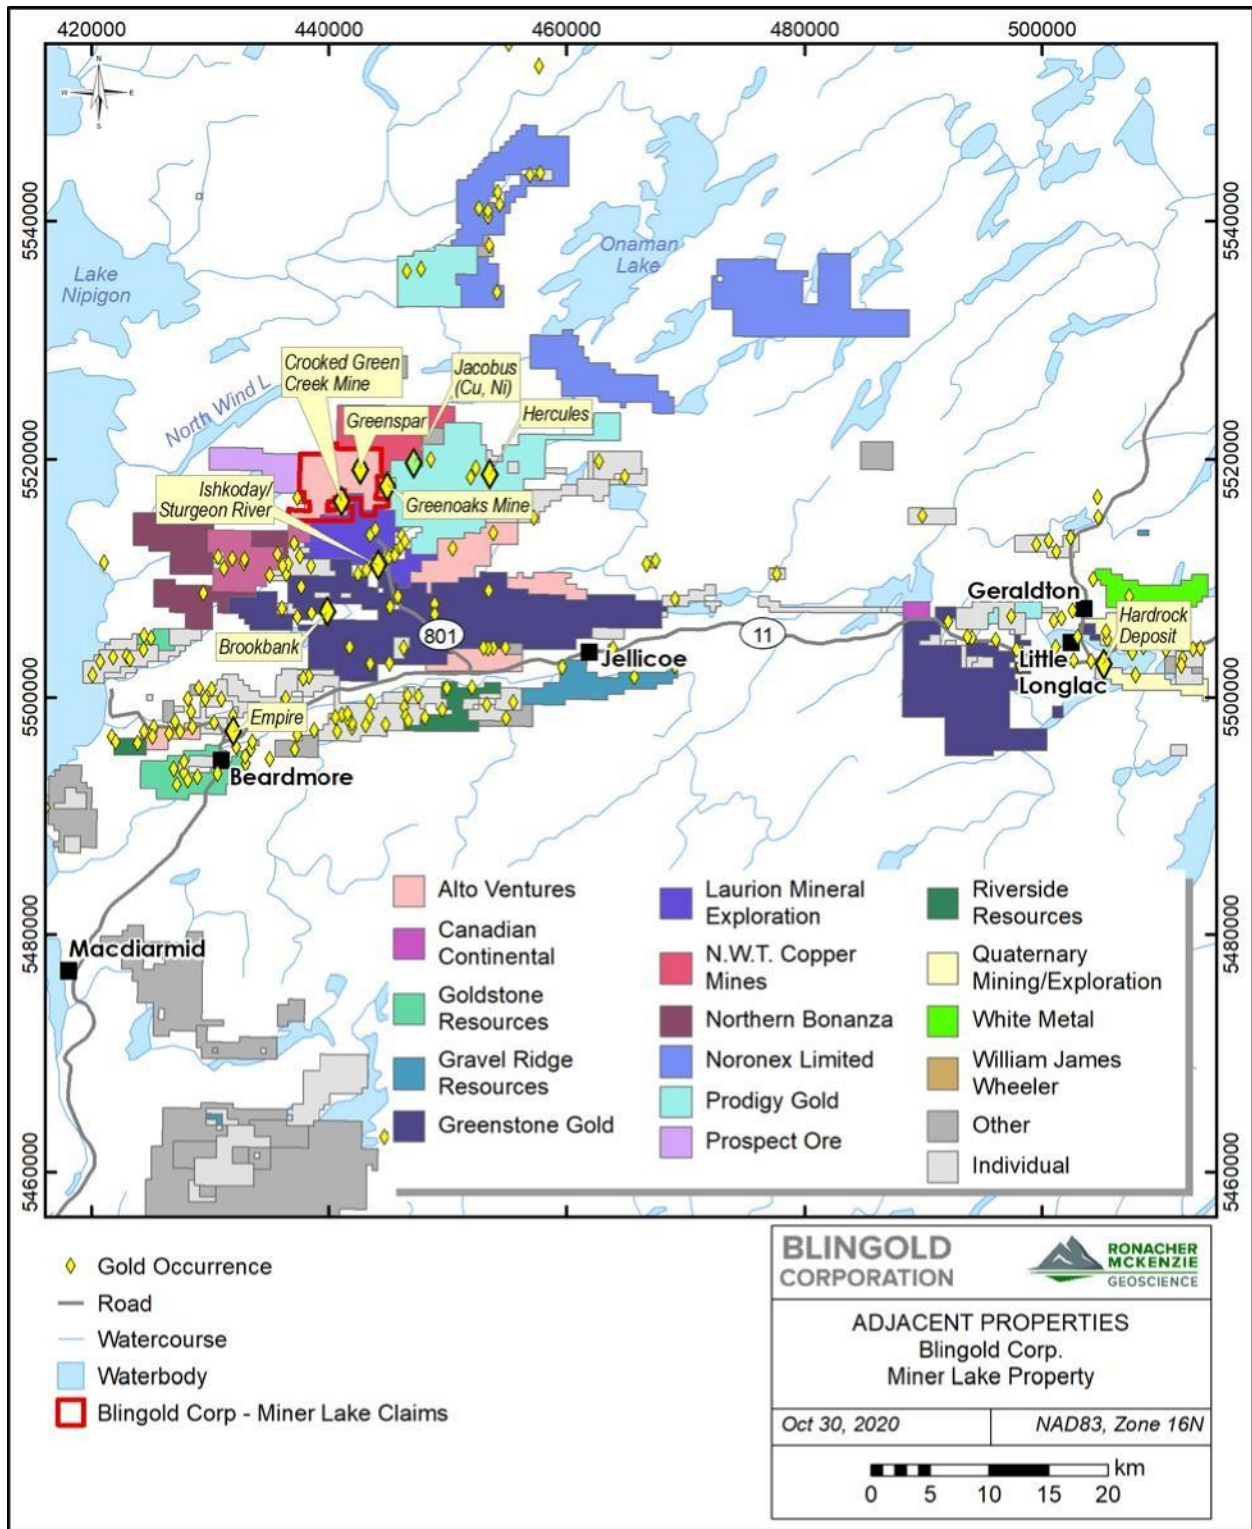 420000
440000
460000
480000
500000
N
W
E
S
5540000
5540000
Lake
Nipigon
Onaman
Lake
North Wind L
Crooked Green
Creek Mine
Jacobus
(Cu, Ni)
Greenspar
Hercules
5520000
5520000
Ishkoday/
Sturgeon River
Greenoaks Mine
Geraldton
Hardrock
Deposit
Brookbank
801
11
Jellicoe
Little
Longlac
5500000
5500000
Empire
Beardmore
Macdiarmid
5480000
5480000
Alto Ventures
Canadian
Continental
Goldstone
Resources
Gravel Ridge
Resources
Greenstone Gold
Laurion Mineral
Exploration
N.W.T. Copper
Mines
Northern Bonanza
Noronex Limited
Prodigy Gold
Prospect Ore
Riverside
Resources
Quaternary
Mining/Exploration
White Metal
William James
Wheeler
Other
Individual
5460000
5460000
Gold Occurrence
Road
Watercourse
Waterbody
Blingold Corp - Miner Lake Claims
BLINGOLD
CORPORATION
RONACHER
MCKENZIE
GEOSCIENCE
ADJACENT PROPERTIES
Blingold Corp.
Miner Lake Property
Oct 30, 2020
NAD83, Zone 16N
km
0 5 10 15 20